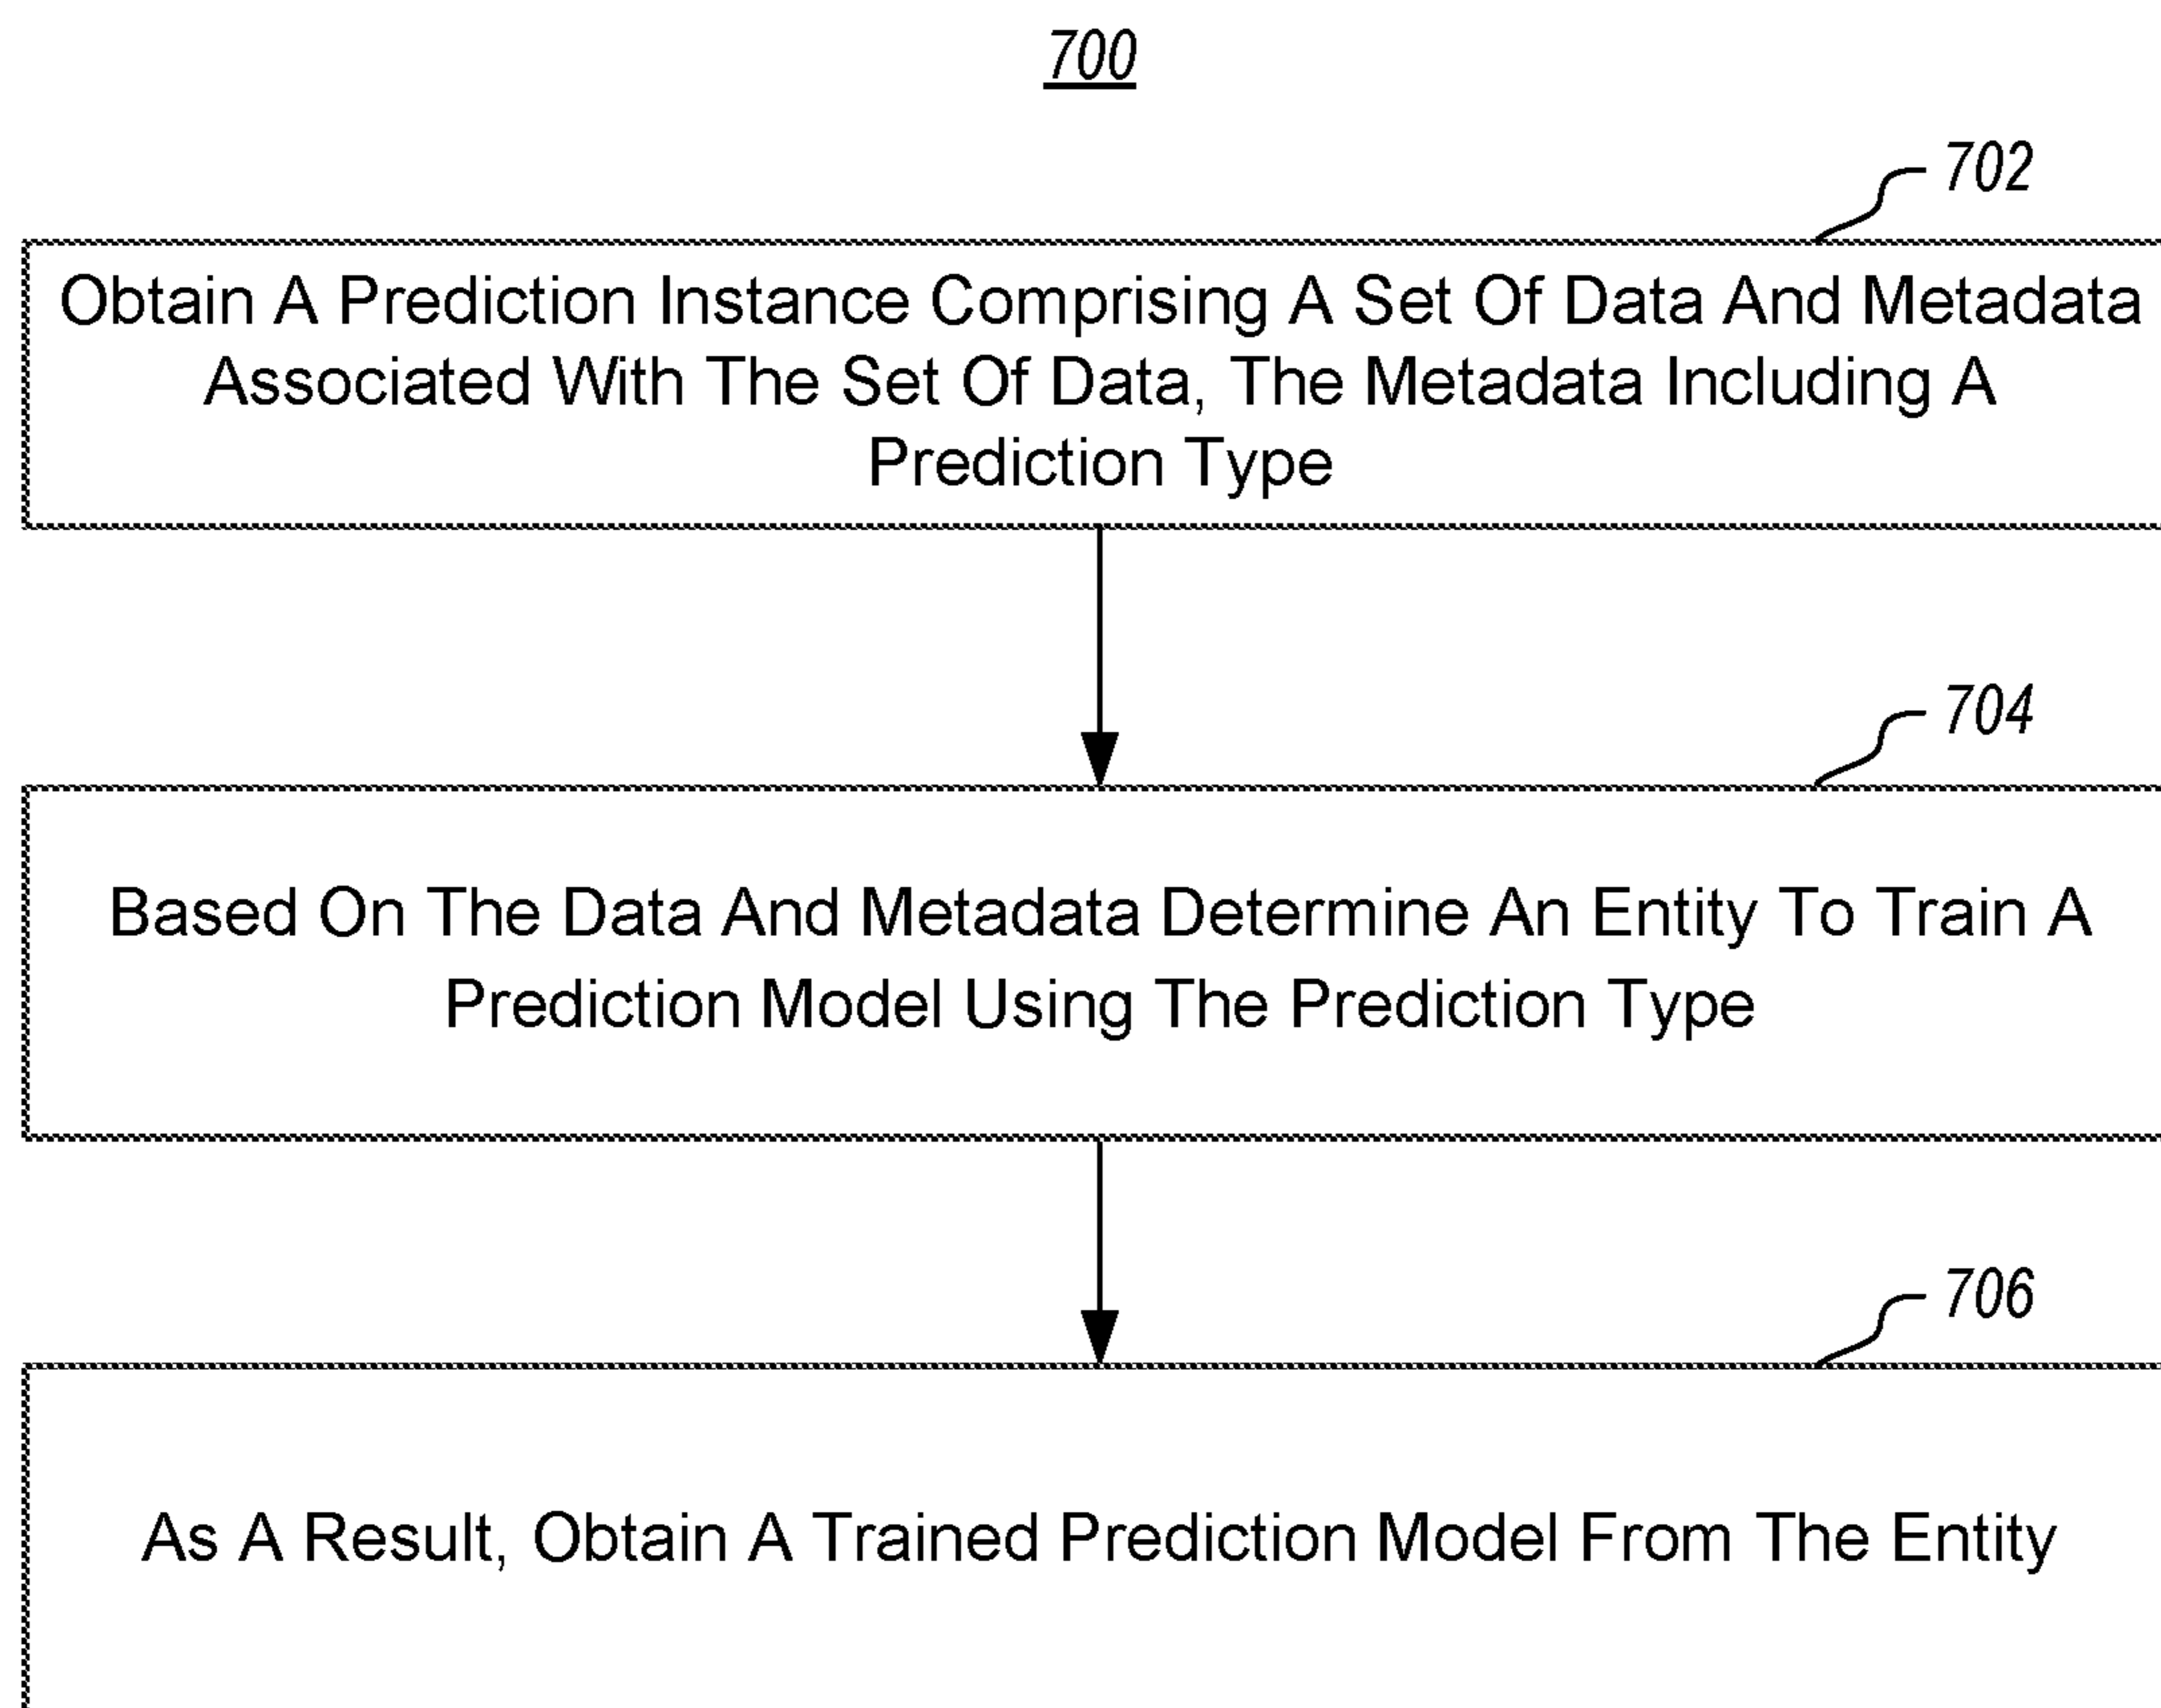 700
702
Obtain A Prediction Instance Comprising A Set Of Data And Metadata
Associated With The Set Of Data, The Metadata Including A
Prediction Type
704
Based On The Data And Metadata Determine An Entity To Train A
Prediction Model Using The Prediction Type
706
As A Result, Obtain A Trained Prediction Model From The Entity